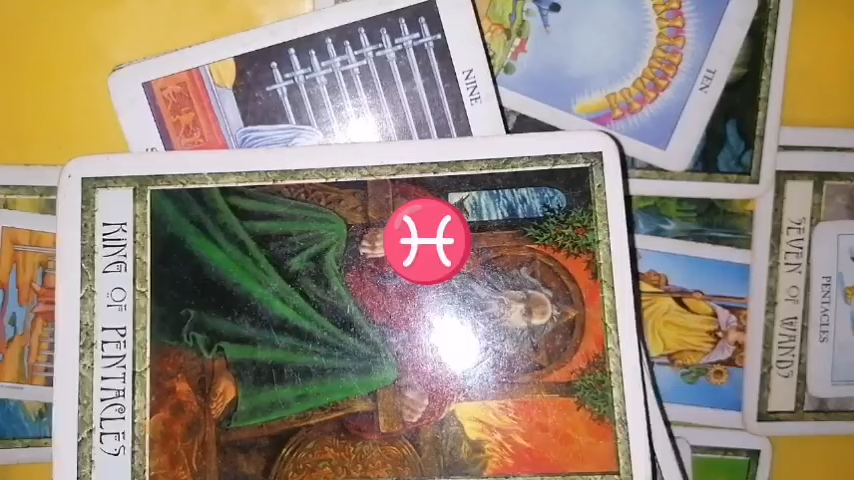 NINE
TEN
KING OF PENTACLES
SEVEN OF WANDS
PENTACLES